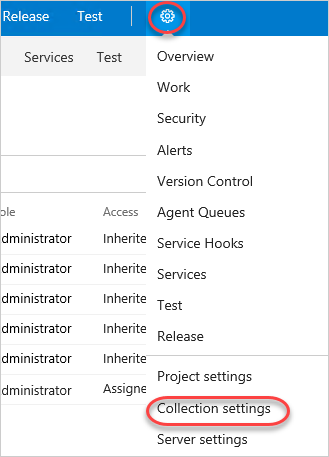 Release Test
Services Test
Overview
Work
Security
Alerts
Version Control
Agent Queues
Service Hooks
Services
Test
Release
Project settings
Collection settings
Server settings
ole Access
dministrator Inherite
dministrator Inherite
dministrator Inherite
dministrator Inherite
dministrator Inherite
dministrator Assigne